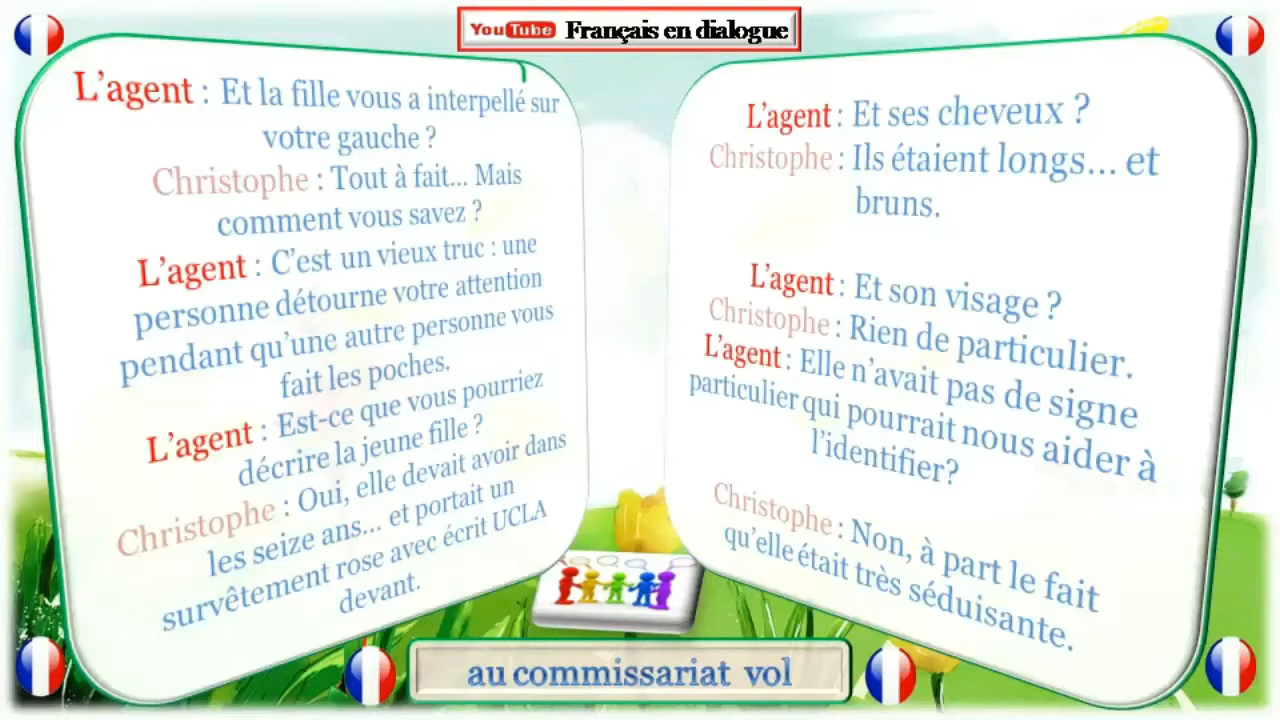 YouTube Français en dialogue
L'agent : Et la fille vous a interpellé sur
votre gauche ?
Christophe : Tout à fait... Mais
comment vous savez ?
L'agent : C'est un vieux truc : une
personne détourne votre attention
pendant qu'une autre personne vous
fait les poches.
L'agent : Est-ce que vous pourriez
décrire la jeune fille ?
Christophe : Oui, elle devait avoir dans
les seize ans... et portait un
survêtement rose avec écrit UCLA
devant.
L'agent : Et ses cheveux ?
Christophe : Ils étaient longs... et
bruns.
L'agent : Et son visage ?
Christophe : Rien de particulier.
L'agent : Elle n'avait pas de signe
particulier qui pourrait nous aider à
l'identifier?
Christophe : Non, à part le fait
qu'elle était très séduisante.
au commissariat vol